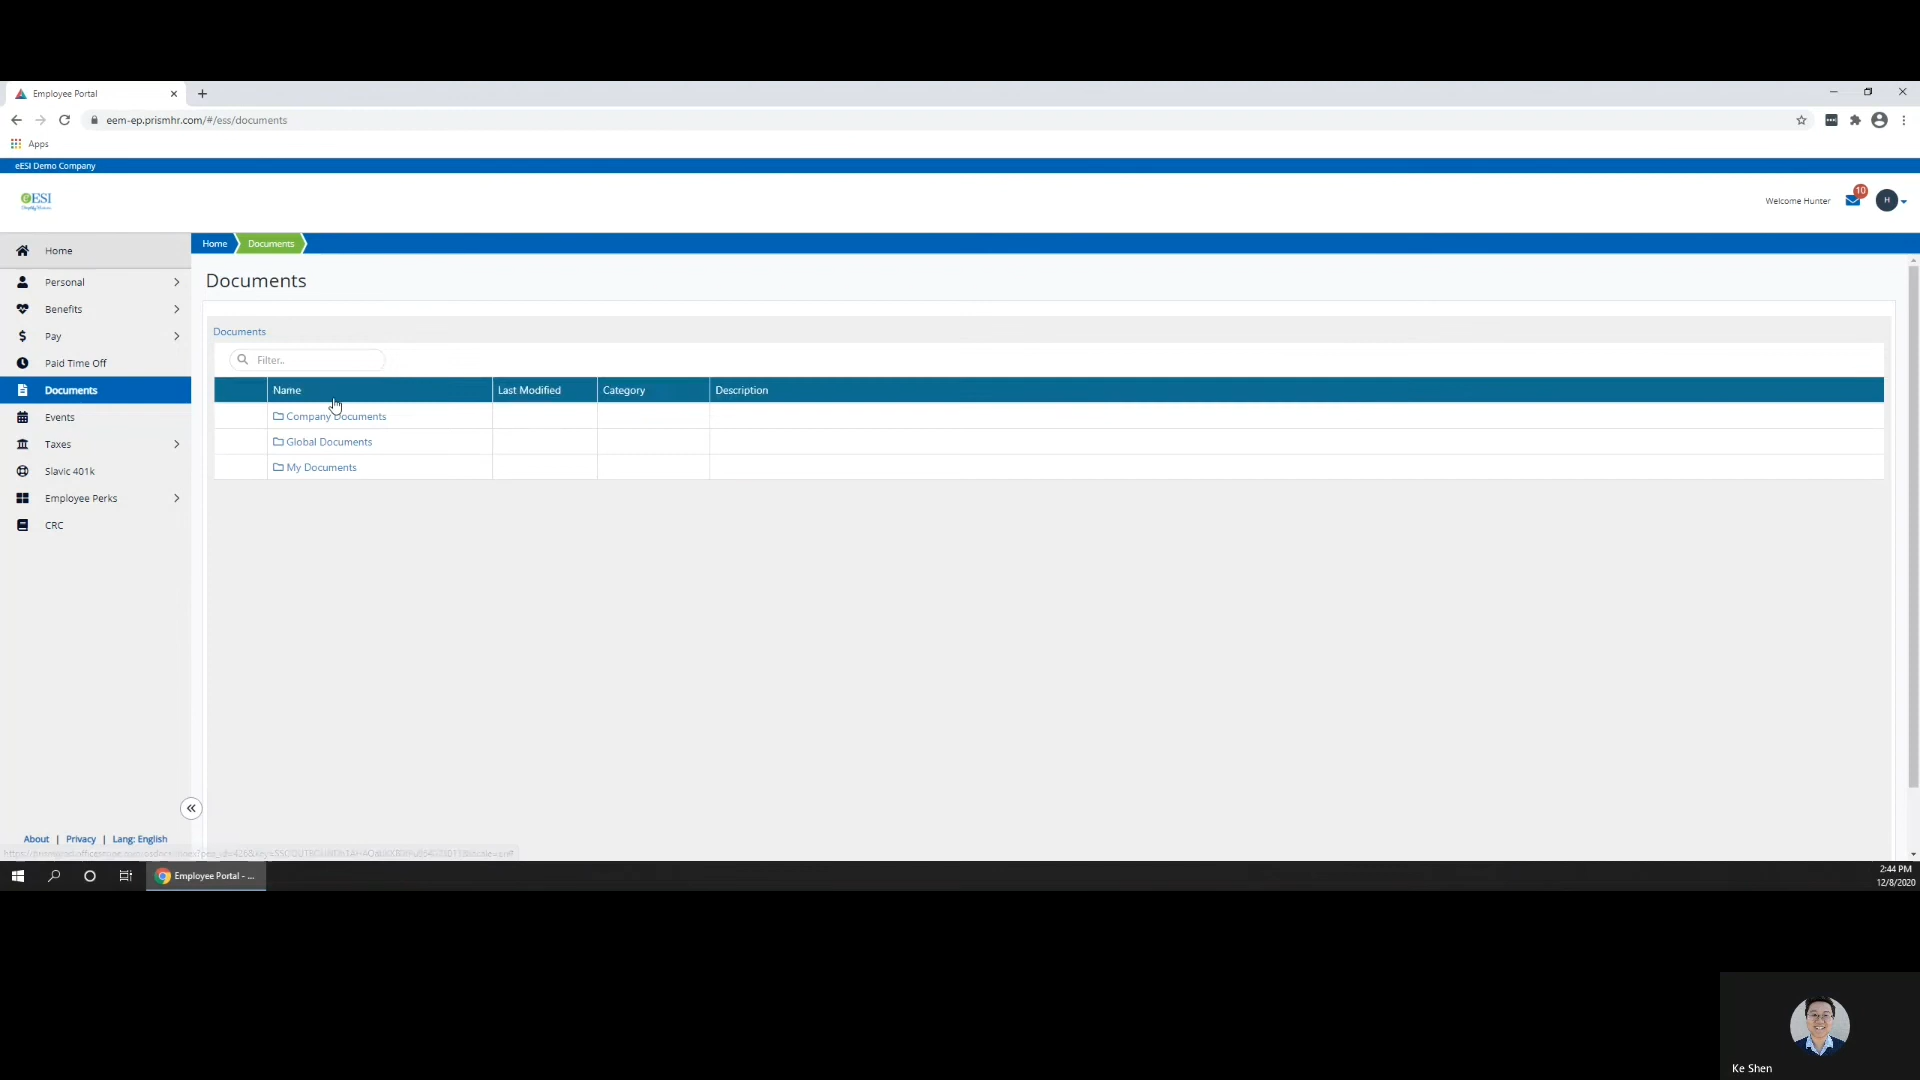 Employee Portal
eem-ep.prismhr.com/#/ess/documents
Apps
eESI Demo Company
eESI
Welcome Hunter
10
H
Home
Personal
Benefits
Pay
Paid Time Off
Documents
Events
Taxes
Slavic 401k
Employee Perks
CRC
About | Privacy | Lang: English
Home Documents
Documents
Documents
Filter..
Name Last Modified Category Description
Company Documents
Global Documents
My Documents
Employee Portal - ...
2:44 PM
12/8/2020
Ke Shen